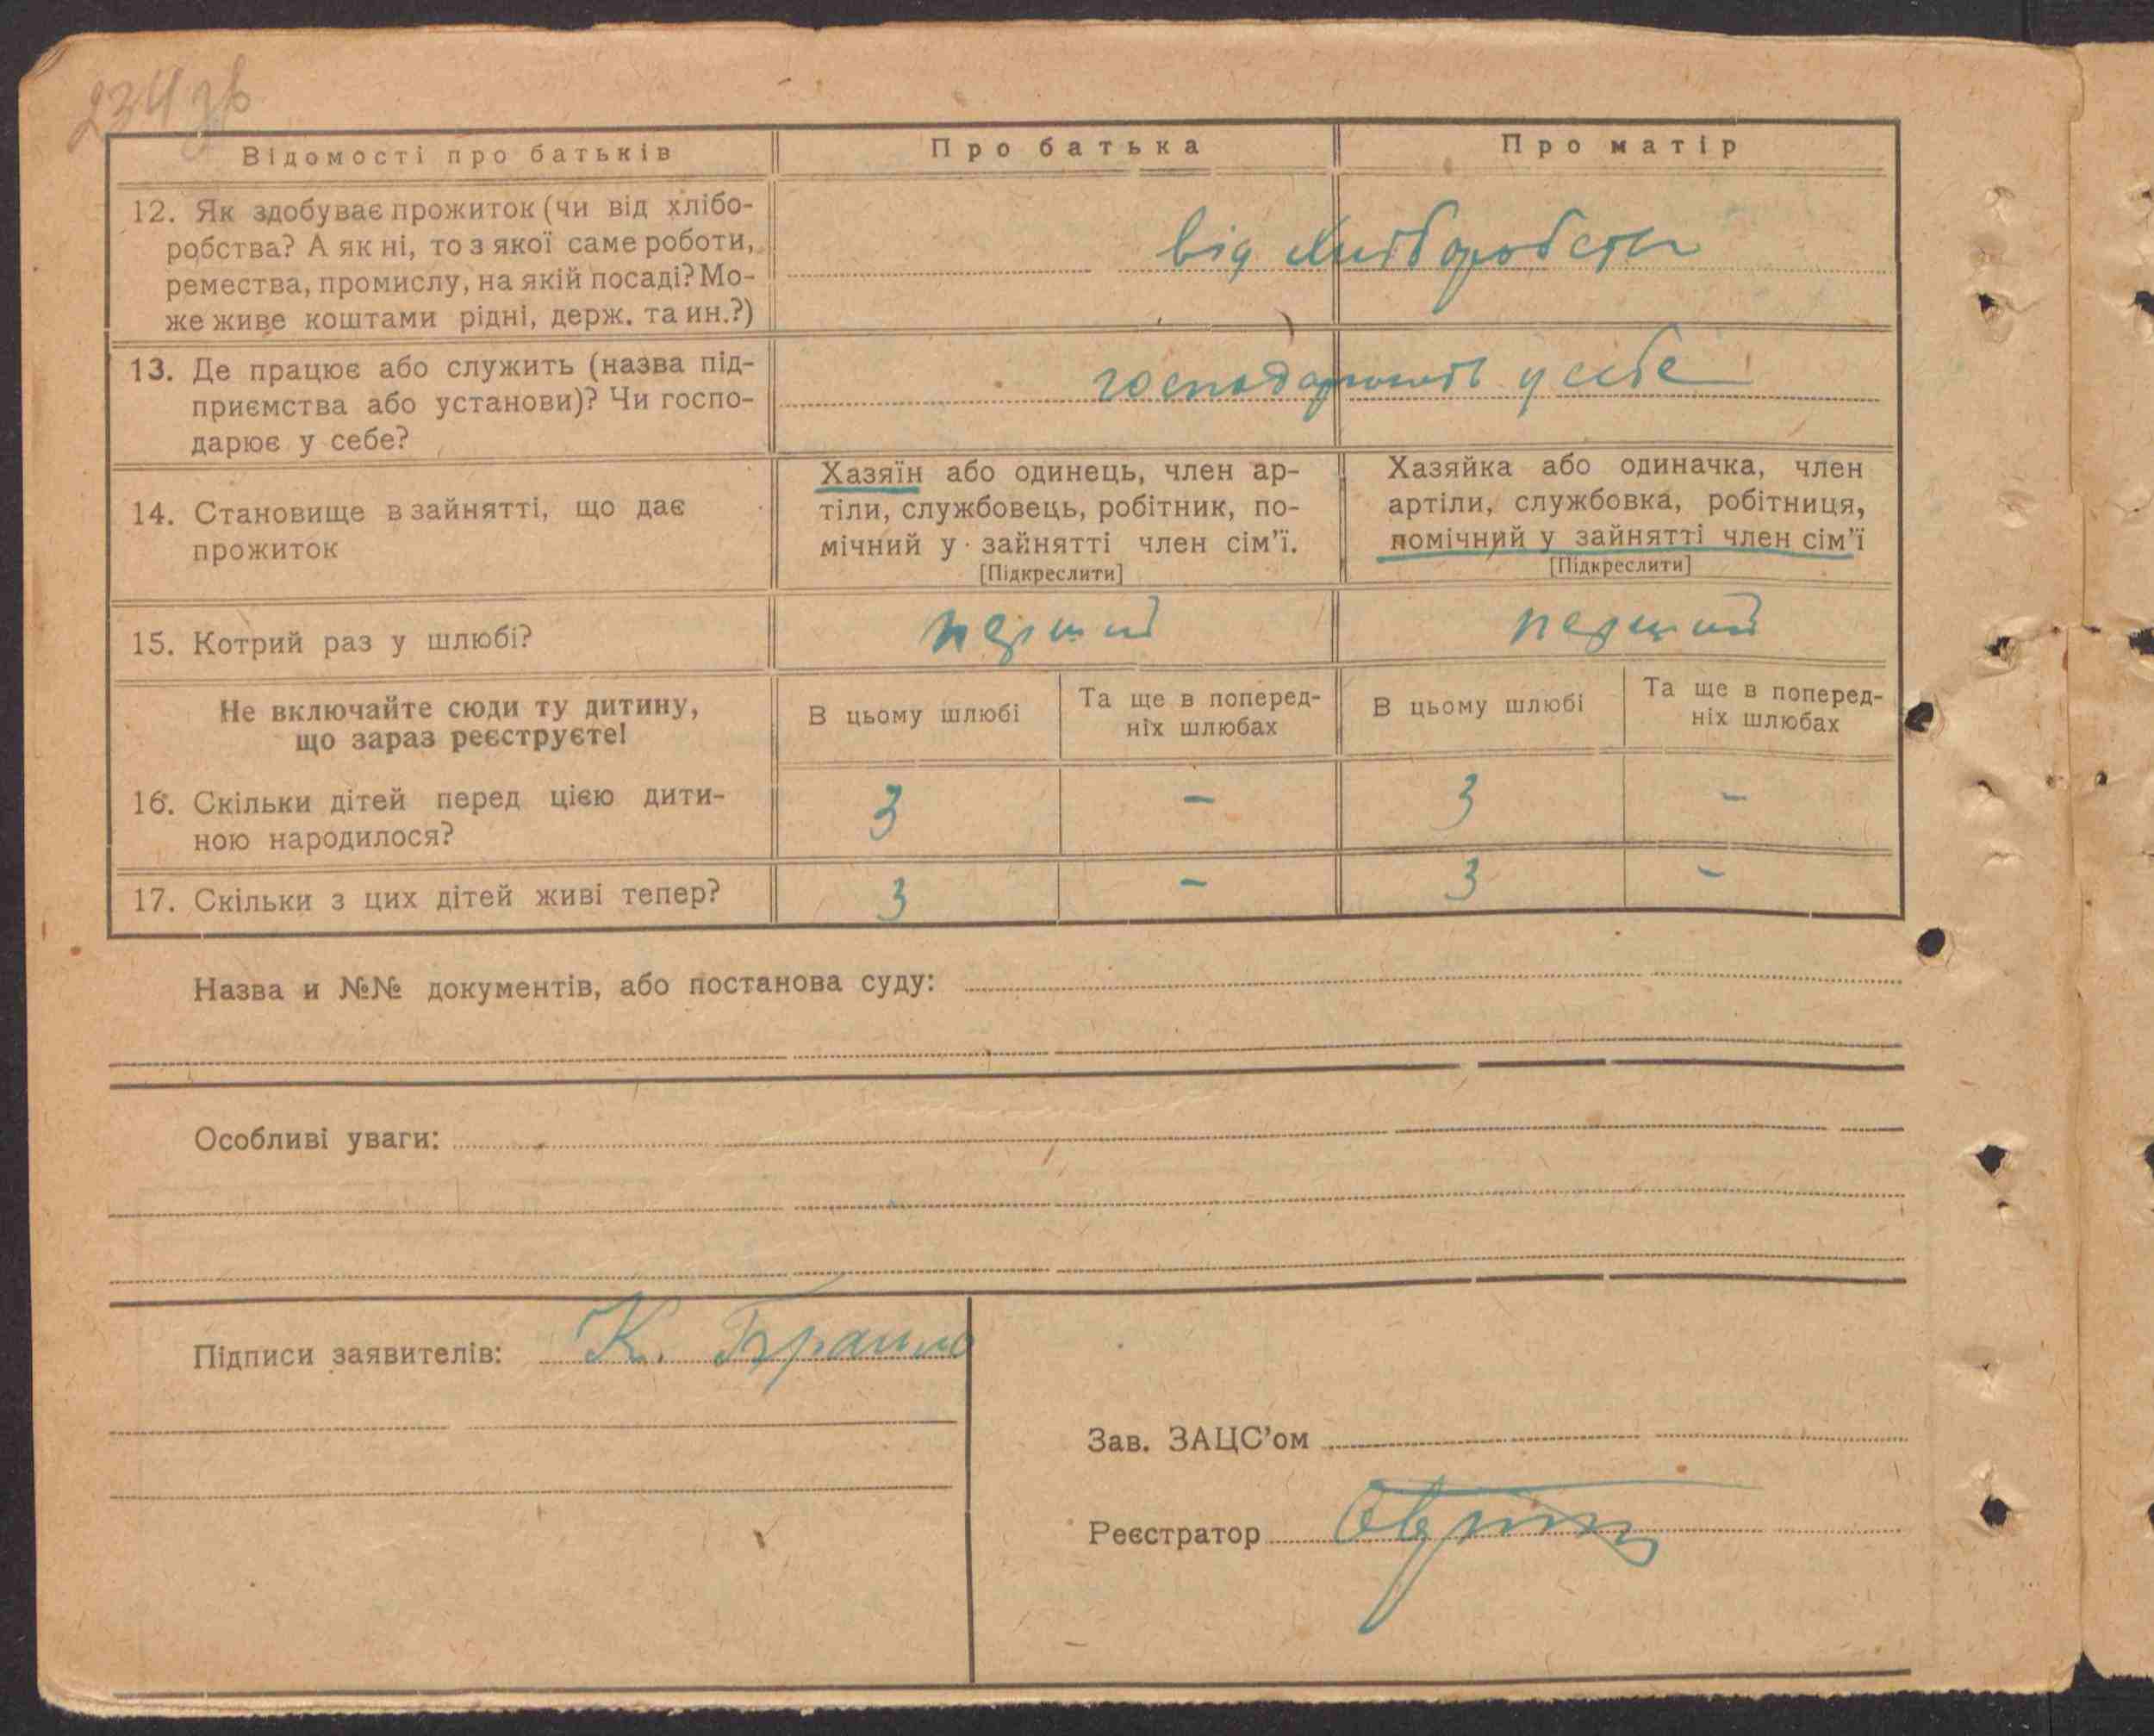 234 зв
Відомості про батьків
Про батька
Про матір
12. Як здобуває прожиток (чи від хлібо-
робства? А як ні, то з якої саме роботи,
ремества, промислу, на якій посаді? Мо-
же живе коштами рідні, держ. та ин.?)
від хліборобства
13. Де працює або служить (назва під-
приємства або установи)? Чи госпо-
дарює у себе?
господарюють у себе
14. Становище в зайнятті, що дає
прожиток
Хазяїн або одинець, член ар-
тіли, службовець, робітник, по-
мічний у зайнятті член сім'ї.
[Підкреслити]
Хазяйка або одиначка, член
артіли, службовка, робітниця,
помічний у зайнятті член сім'ї
[Підкреслити]
15. Котрий раз у шлюбі?
перший
перший
Не включайте сюди ту дитину,
що зараз реєструєте!
В цьому шлюбі
Та ще в поперед-
ніх шлюбах
В цьому шлюбі
Та ще в поперед-
ніх шлюбах
16. Скільки дітей перед цією дити-
ною народилося?
3 - 3 -
17. Скільки з цих дітей живі тепер?
3 - 3 -
Назва и №№ документів, або постанова суду:
Особливі уваги:
Підписи заявителів: К.
Зав. ЗАЦС'ом
Реєстратор